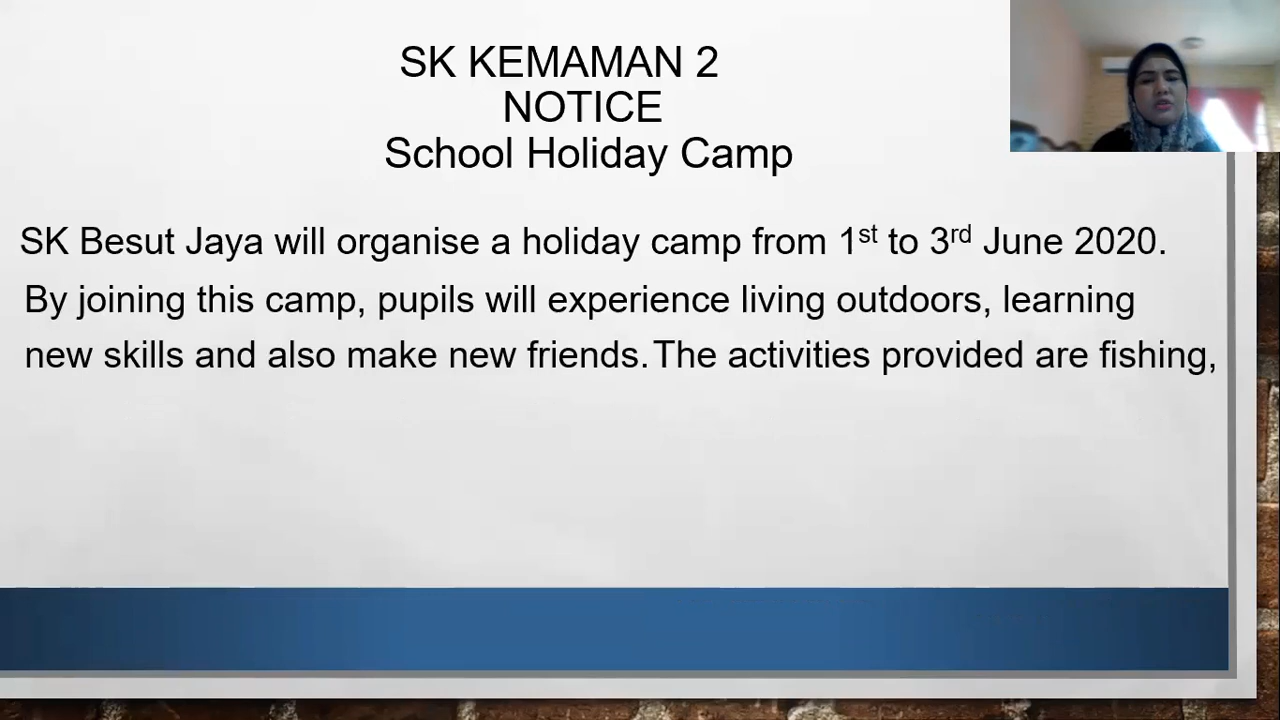 SK KEMAMAN 2
NOTICE
School Holiday Camp
SK Besut Jaya will organise a holiday camp from 1st to 3rd June 2020.
By joining this camp, pupils will experience living outdoors, learning
new skills and also make new friends. The activities provided are fishing,